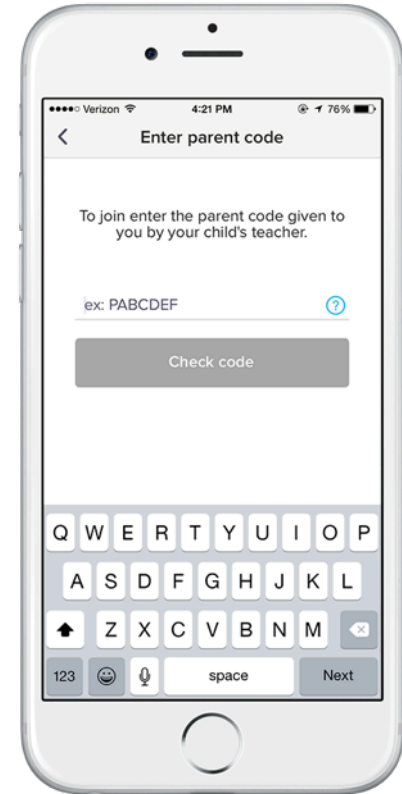 Verizon 4:21 PM 76%
Enter parent code
To join enter the parent code given to
you by your child's teacher.
ex: PABCDEF ?
Check code
Q W E R T Y U I O P
A S D F G H J K L
Z X C V B N M
123 space Next